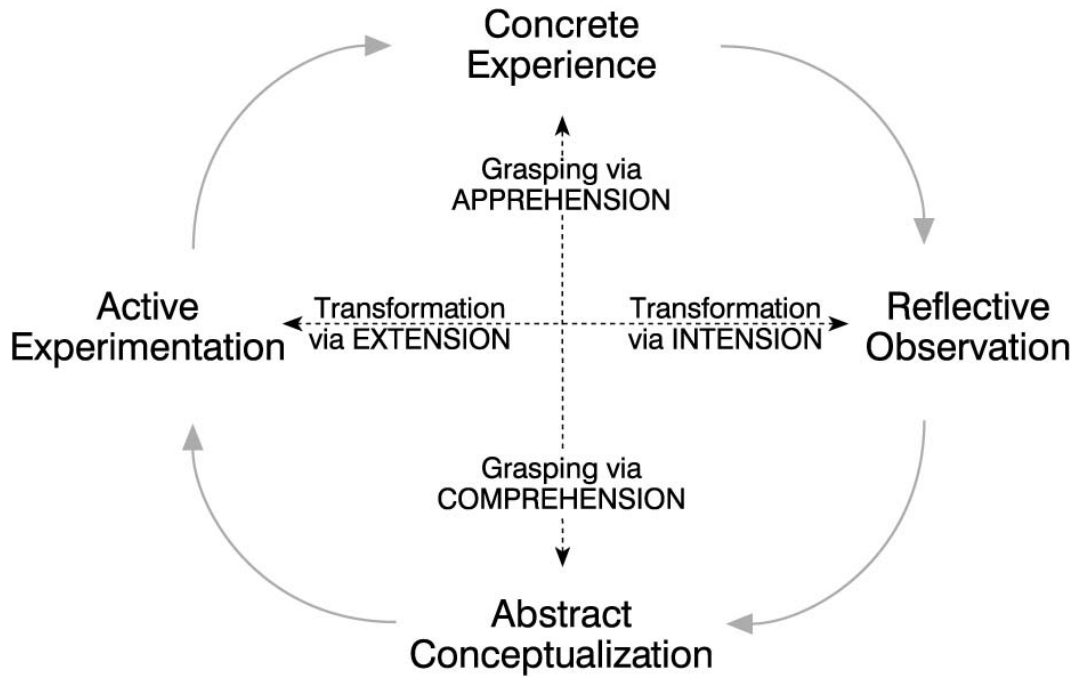 Concrete
Experience
Grasping via
APPREHENSION
Active
Experimentation
Transformation
via EXTENSION
Transformation
via INTENSION
Reflective
Observation
Grasping via
COMPREHENSION
Abstract
Conceptualization